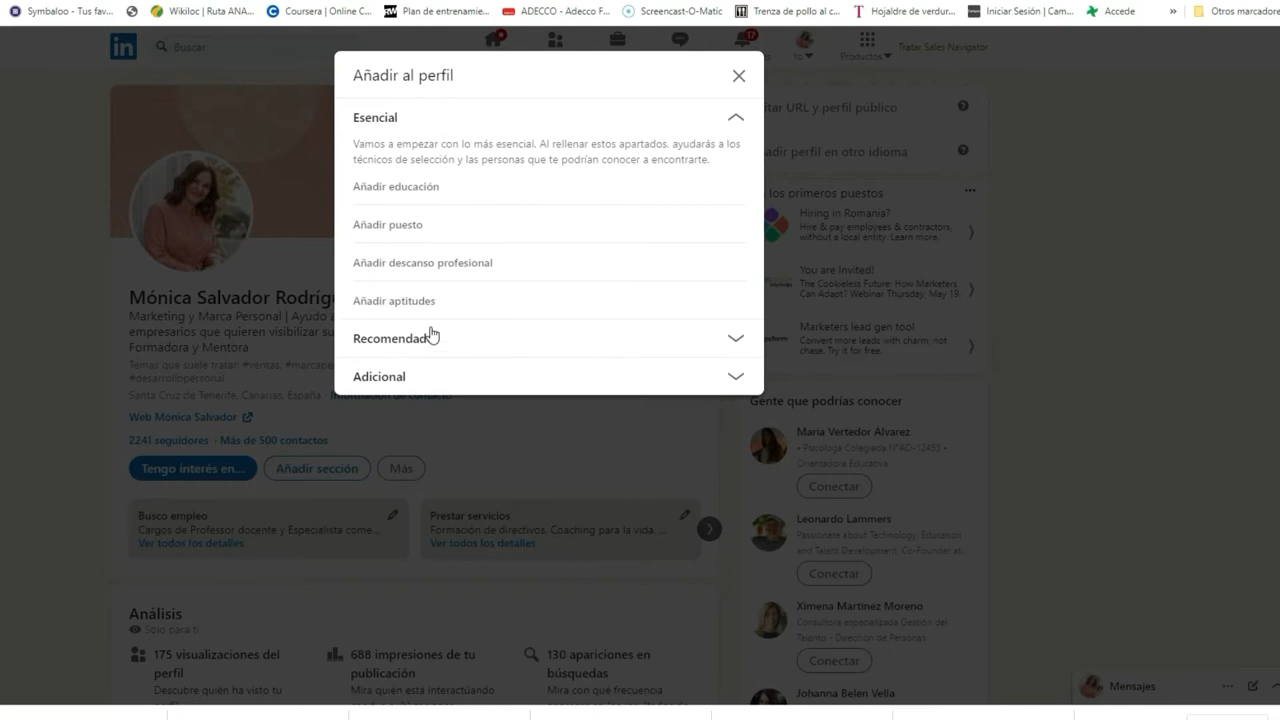 Symbaloo - Tus fav...
Wikiloc | Ruta ANA...
Coursera | Online C...
Plan de entrenamie...
ADECCO - Adecco F...
Screencast-O-Matic
Trenza de pollo al c...
Hojaldre de verdur...
Iniciar Sesión | Cam...
Accede
»
Otros marcadores
in
Buscar
17
Yo
Productos
Tratar Sales Navigator
Añadir al perfil
Esencial
Vamos a empezar con lo más esencial. Al rellenar estos apartados, ayudarás a los
técnicos de selección y las personas que te podrían conocer a encontrarte.
Añadir educación
Añadir puesto
Añadir descanso profesional
Añadir aptitudes
Recomendad
Adicional
Mónica Salvador Rodríg
Marketing y Marca Personal | Ayudo a
empresarios que quieren visibilizar su
Formadora y Mentora
Temas que suele tratar: #ventas, #marcape
#desarrollopersonal
Santa Cruz de Tenerife, Canarias, España · Información de contacto
Web Mónica Salvador
2241 seguidores · Más de 500 contactos
Tengo interés en...
Añadir sección
Más
Busco empleo
Cargos de Profesor docente y Especialista come...
Ver todos los detalles
Prestar servicios
Formación de directivos, Coaching para la vida, ...
Ver todos los detalles
Análisis
Solo para ti
175 visualizaciones del
perfil
Descubre quién ha visto tu
688 impresiones de tu
publicación
Mira quién está interactuando
130 apariciones en
búsquedas
Mira con qué frecuencia
itar URL y perfil público
adir perfil en otro idioma
los primeros puestos
Hiring in Romania?
Hire & pay employees & contractors,
without a local entity. Learn more.
You are Invited!
The Cookieless Future: How Marketers
Can Adapt? Webinar Thursday, May 19.
Marketers lead gen tool!
Convert more leads with charm, not
chase. Try it for free.
Gente que podrías conocer
María Vertedor Álvarez
• Psicóloga Colegiada N°AO-12455 •
Orientadora Educativa
Conectar
Leonardo Lammers
Passionate about Technology, Education
and Talent Development, Co-Founder at
Conectar
Ximena Martínez Moreno
Consultora especializada Gestión del
Talento - Dirección de Personas
Conectar
Johanna Belen Vella
Mensajes